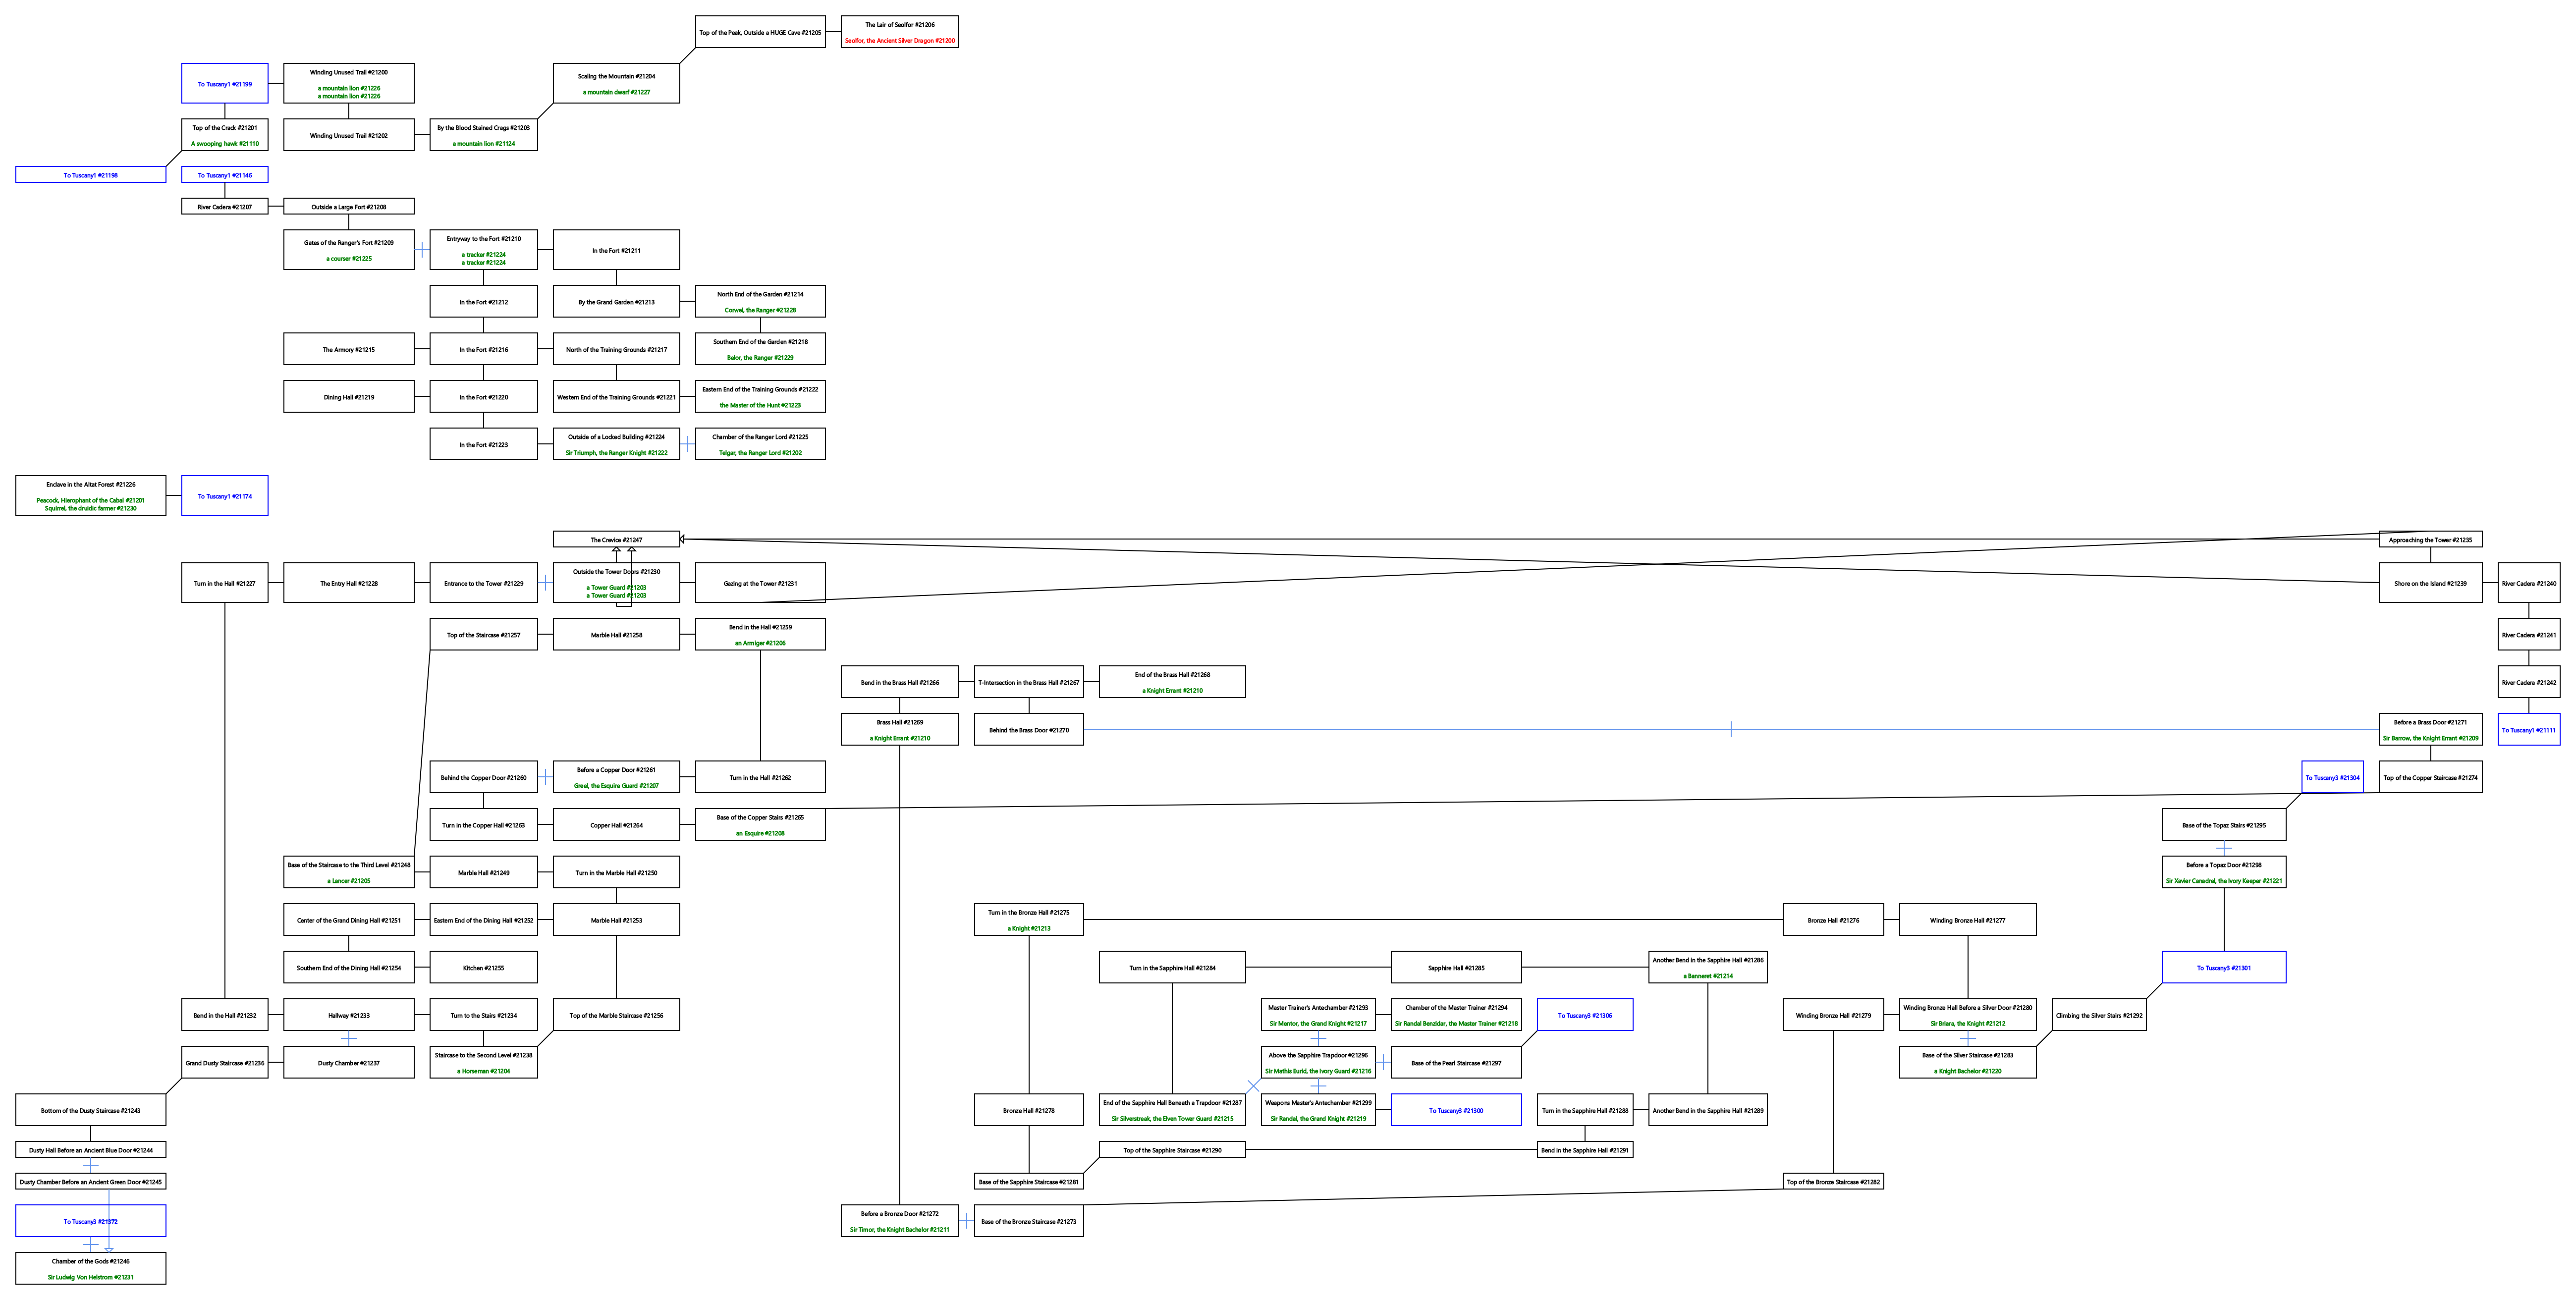 Top of the Peak, Outside a HUGE Cave #21205
The Lair of Seolfor #21206
Seolfor, the Ancient Silver Dragon #21200
To Tuscany1 #21199
Winding Unused Trail #21200
a mountain lion #21226
a mountain lion #21226
Scaling the Mountain #21204
a mountain dwarf #21227
Top of the Crack #21201
A swooping hawk #21110
Winding Unused Trail #21202
By the Blood Stained Crags #21203
a mountain lion #21124
To Tuscany1 #21198
To Tuscany1 #21146
River Cadera #21207
Outside a Large Fort #21208
Gates of the Ranger's Fort #21209
a courser #21225
Entryway to the Fort #21210
a tracker #21224
a tracker #21224
In the Fort #21211
In the Fort #21212
By the Grand Garden #21213
North End of the Garden #21214
Corwel, the Ranger #21228
The Armory #21215
In the Fort #21216
North of the Training Grounds #21217
Southern End of the Garden #21218
Belor, the Ranger #21229
Dining Hall #21219
In the Fort #21220
Western End of the Training Grounds #21221
Eastern End of the Training Grounds #21222
the Master of the Hunt #21223
In the Fort #21223
Outside of a Locked Building #21224
Sir Triumph, the Ranger Knight #21222
Chamber of the Ranger Lord #21225
Telgar, the Ranger Lord #21202
Enclave in the Altat Forest #21226
Peacock, Hierophant of the Cabal #21201
Squirrel, the druidic farmer #21230
To Tuscany1 #21174
The Crevice #21247
Approaching the Tower #21235
Turn in the Hall #21227
The Entry Hall #21228
Entrance to the Tower #21229
Outside the Tower Doors #21230
a Tower Guard #21203
a Tower Guard #21203
Gazing at the Tower #21231
Shore on the Island #21239
River Cadera #21240
Top of the Staircase #21257
Marble Hall #21258
Bend in the Hall #21259
an Armiger #21206
River Cadera #21241
Bend in the Brass Hall #21266
T-Intersection in the Brass Hall #21267
End of the Brass Hall #21268
a Knight Errant #21210
River Cadera #21242
Brass Hall #21269
a Knight Errant #21210
Behind the Brass Door #21270
Before a Brass Door #21271
Sir Barrow, the Knight Errant #21209
To Tuscany1 #21111
Behind the Copper Door #21260
Before a Copper Door #21261
Greel, the Esquire Guard #21207
Turn in the Hall #21262
To Tuscany3 #21304
Top of the Copper Staircase #21274
Turn in the Copper Hall #21263
Copper Hall #21264
Base of the Copper Stairs #21265
an Esquire #21208
Base of the Topaz Stairs #21295
Base of the Staircase to the Third Level #21248
a Lancer #21205
Marble Hall #21249
Turn in the Marble Hall #21250
Before a Topaz Door #21298
Sir Xavier Canadrel, the Ivory Keeper #21221
Center of the Grand Dining Hall #21251
Eastern End of the Dining Hall #21252
Marble Hall #21253
Turn in the Bronze Hall #21275
a Knight #21213
Bronze Hall #21276
Winding Bronze Hall #21277
Southern End of the Dining Hall #21254
Kitchen #21255
Turn in the Sapphire Hall #21284
Sapphire Hall #21285
Another Bend in the Sapphire Hall #21286
a Banneret #21214
To Tuscany3 #21301
Bend in the Hall #21232
Hallway #21233
Turn to the Stairs #21234
Top of the Marble Staircase #21256
Master Trainer's Antechamber #21293
Sir Mentor, the Grand Knight #21217
Chamber of the Master Trainer #21294
Sir Randal Benzidar, the Master Trainer #21218
To Tuscany3 #21306
Winding Bronze Hall #21279
Winding Bronze Hall Before a Silver Door #21280
Sir Briara, the Knight #21212
Climbing the Silver Stairs #21292
Grand Dusty Staircase #21236
Dusty Chamber #21237
Staircase to the Second Level #21238
a Horseman #21204
Above the Sapphire Trapdoor #21296
Sir Mathis Eurid, the Ivory Guard #21216
Base of the Pearl Staircase #21297
Base of the Silver Staircase #21283
a Knight Bachelor #21220
Bottom of the Dusty Staircase #21243
Bronze Hall #21278
End of the Sapphire Hall Beneath a Trapdoor #21287
Sir Silverstreak, the Elven Tower Guard #21215
Weapons Master's Antechamber #21299
Sir Randal, the Grand Knight #21219
To Tuscany3 #21300
Turn in the Sapphire Hall #21288
Another Bend in the Sapphire Hall #21289
Dusty Hall Before an Ancient Blue Door #21244
Top of the Sapphire Staircase #21290
Bend in the Sapphire Hall #21291
Dusty Chamber Before an Ancient Green Door #21245
Base of the Sapphire Staircase #21281
Top of the Bronze Staircase #21282
To Tuscany3 #21372
Before a Bronze Door #21272
Sir Timor, the Knight Bachelor #21211
Base of the Bronze Staircase #21273
Chamber of the Gods #21246
Sir Ludwig Von Helstrom #21231